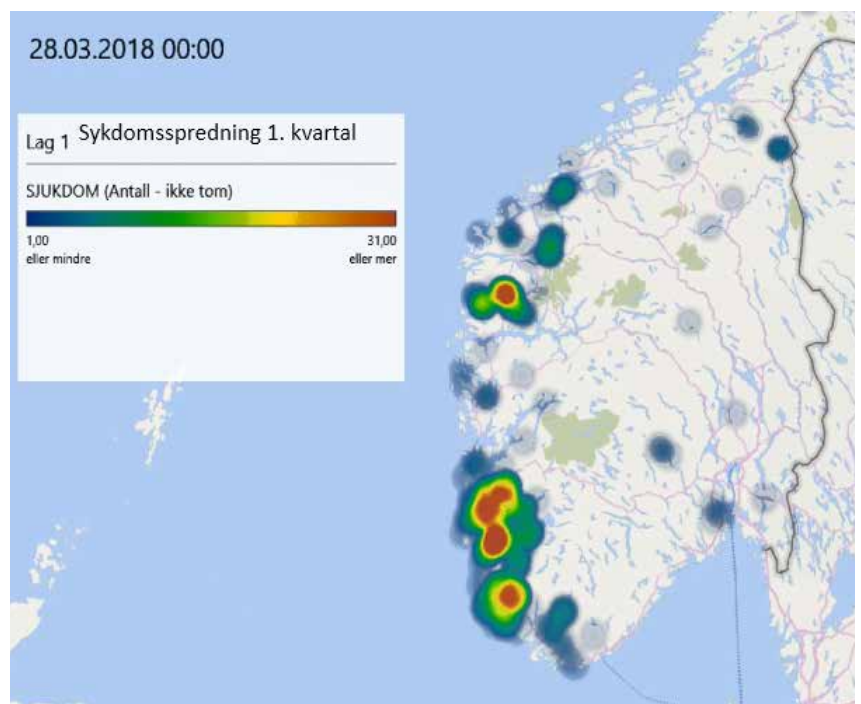 28.03.2018 00:00
Lag 1 Sykdomsspredning 1. kvartal
SJUKDOM (Antall - ikke tom)
1,00 31,00
eller mindre eller mer